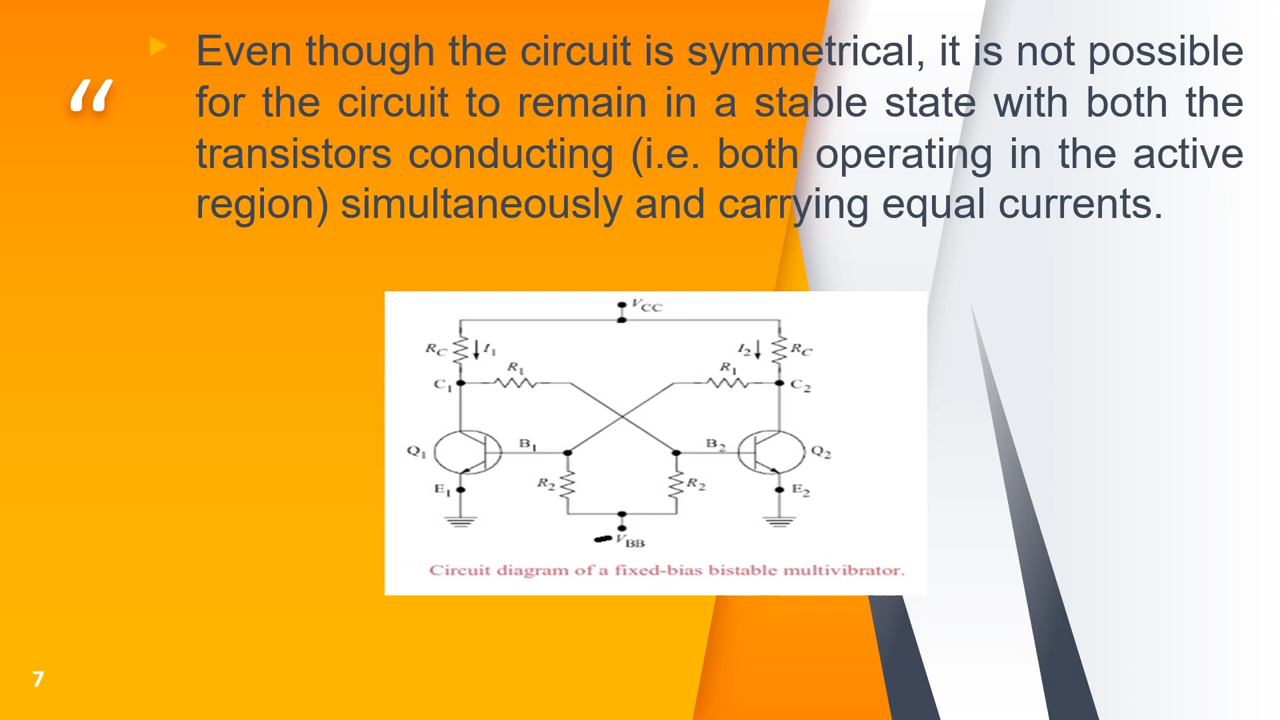 “
Even though the circuit is symmetrical, it is not possible
for the circuit to remain in a stable state with both the
transistors conducting (i.e. both operating in the active
region) simultaneously and carrying equal currents.
VCC
RC I1 I2 RC
R1 R1
C1 C2
Q1 B1 B2 Q2
R2 R2
E1 E2
-VBB
Circuit diagram of a fixed-bias bistable multivibrator.
7